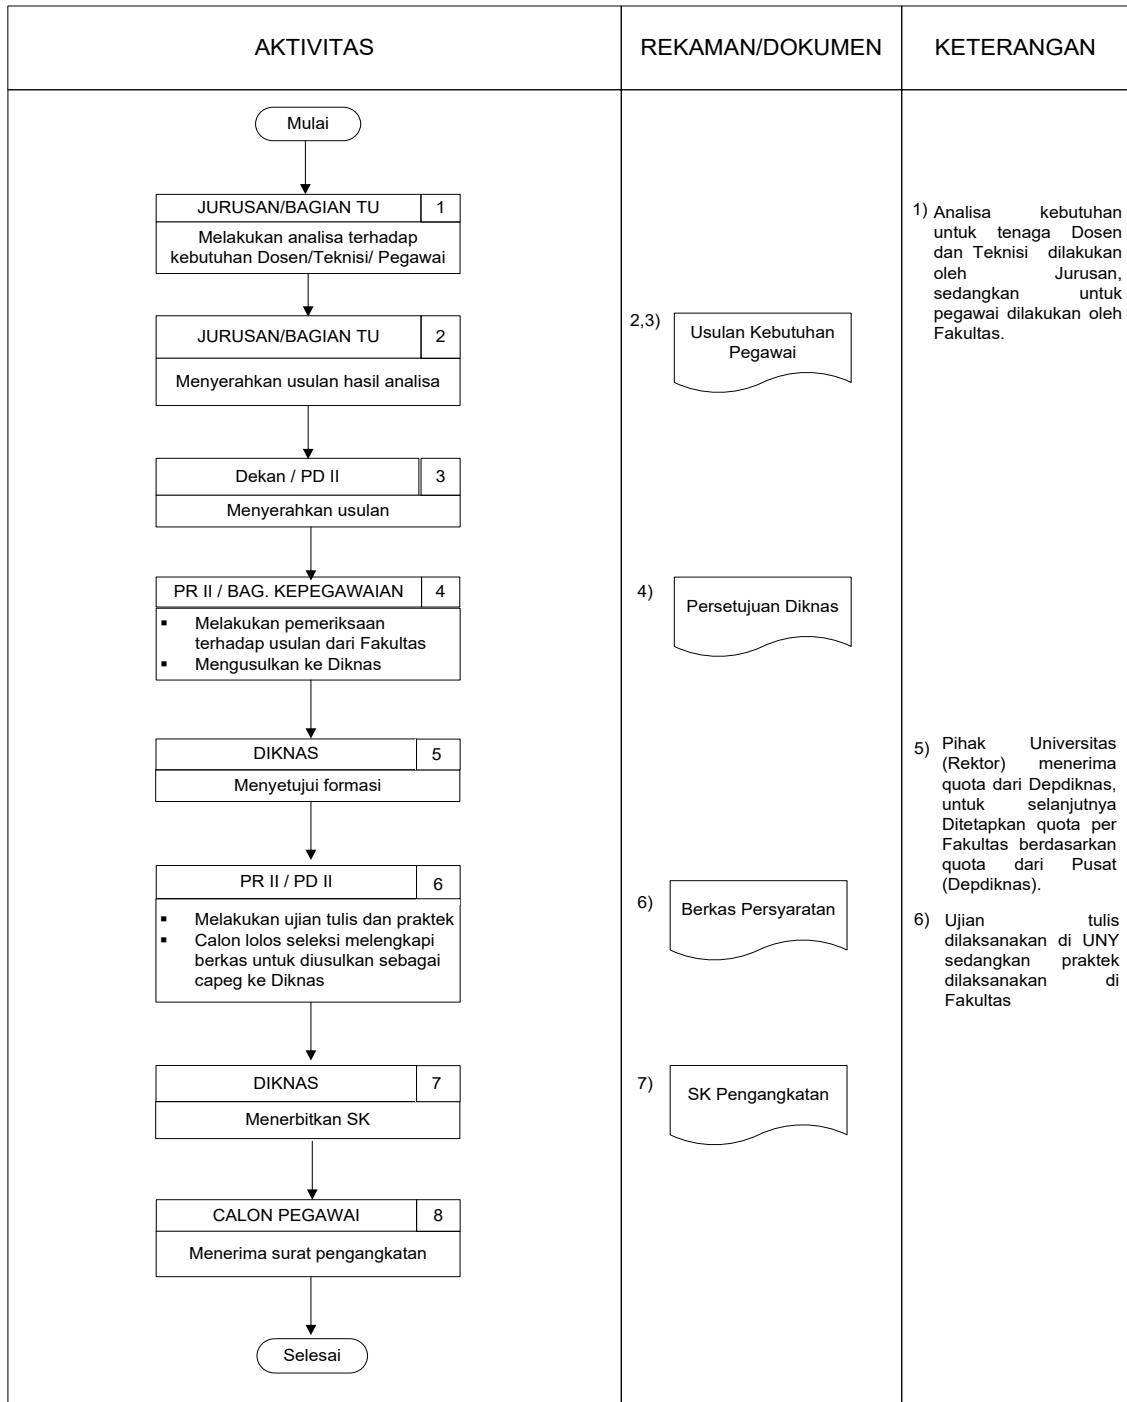 AKTIVITAS
REKAMAN/DOKUMEN
KETERANGAN
Mulai
JURUSAN/BAGIAN TU
1
Melakukan analisa terhadap
kebutuhan Dosen/Teknisi/ Pegawai
1) Analisa kebutuhan
untuk tenaga Dosen
dan Teknisi dilakukan
oleh Jurusan,
sedangkan untuk
pegawai dilakukan oleh
Fakultas.
JURUSAN/BAGIAN TU
2
Menyerahkan usulan hasil analisa
2,3)
Usulan Kebutuhan
Pegawai
Dekan / PD II
3
Menyerahkan usulan
PR II / BAG. KEPEGAWAIAN
4
▪ Melakukan pemeriksaan
terhadap usulan dari Fakultas
▪ Mengusulkan ke Diknas
4)
Persetujuan Diknas
DIKNAS
5
Menyetujui formasi
5) Pihak Universitas
(Rektor) menerima
quota dari Depdiknas,
untuk selanjutnya
Ditetapkan quota per
Fakultas berdasarkan
quota dari Pusat
(Depdiknas).
PR II / PD II
6
▪ Melakukan ujian tulis dan praktek
▪ Calon lolos seleksi melengkapi
berkas untuk diusulkan sebagai
capeg ke Diknas
6)
Berkas Persyaratan
6) Ujian tulis
dilaksanakan di UNY
sedangkan praktek
dilaksanakan di
Fakultas
DIKNAS
7
Menerbitkan SK
7)
SK Pengangkatan
CALON PEGAWAI
8
Menerima surat pengangkatan
Selesai